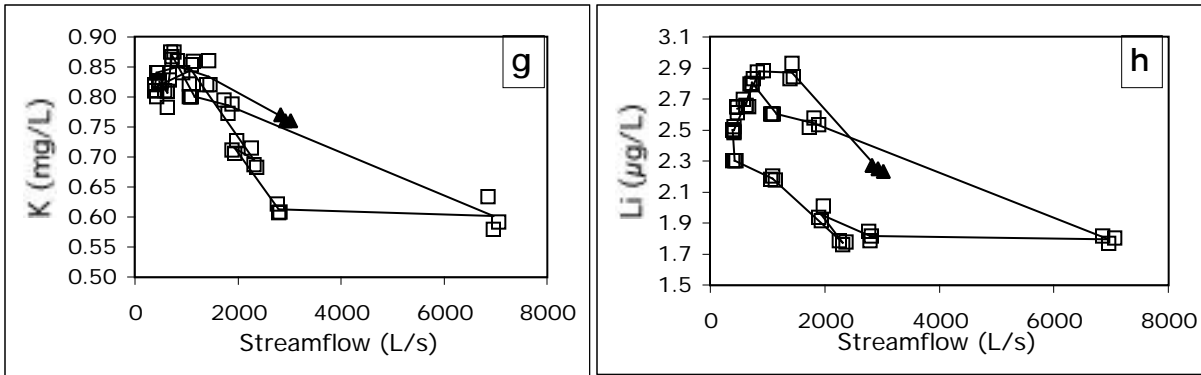 g
K (mg/L)
0.90
0.85
0.80
0.75
0.70
0.65
0.60
0.55
0.50
0 2000 4000 6000 8000
Streamflow (L/s)
h
Li (µg/L)
3.1
2.9
2.7
2.5
2.3
2.1
1.9
1.7
1.5
0 2000 4000 6000 8000
Streamflow (L/s)